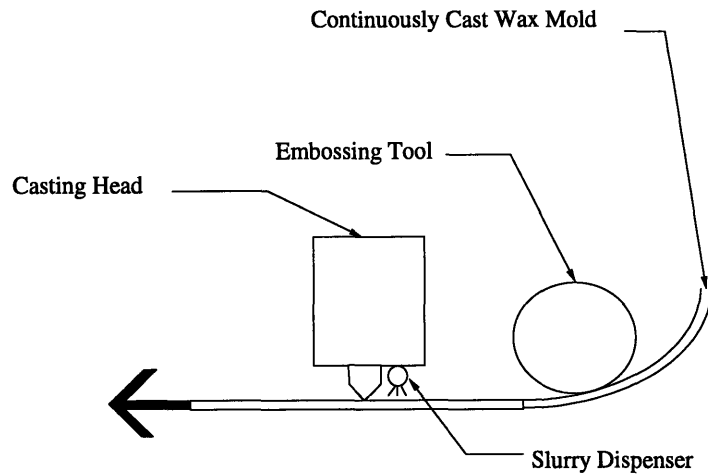 Continuously Cast Wax Mold
Embossing Tool
Casting Head
Slurry Dispenser